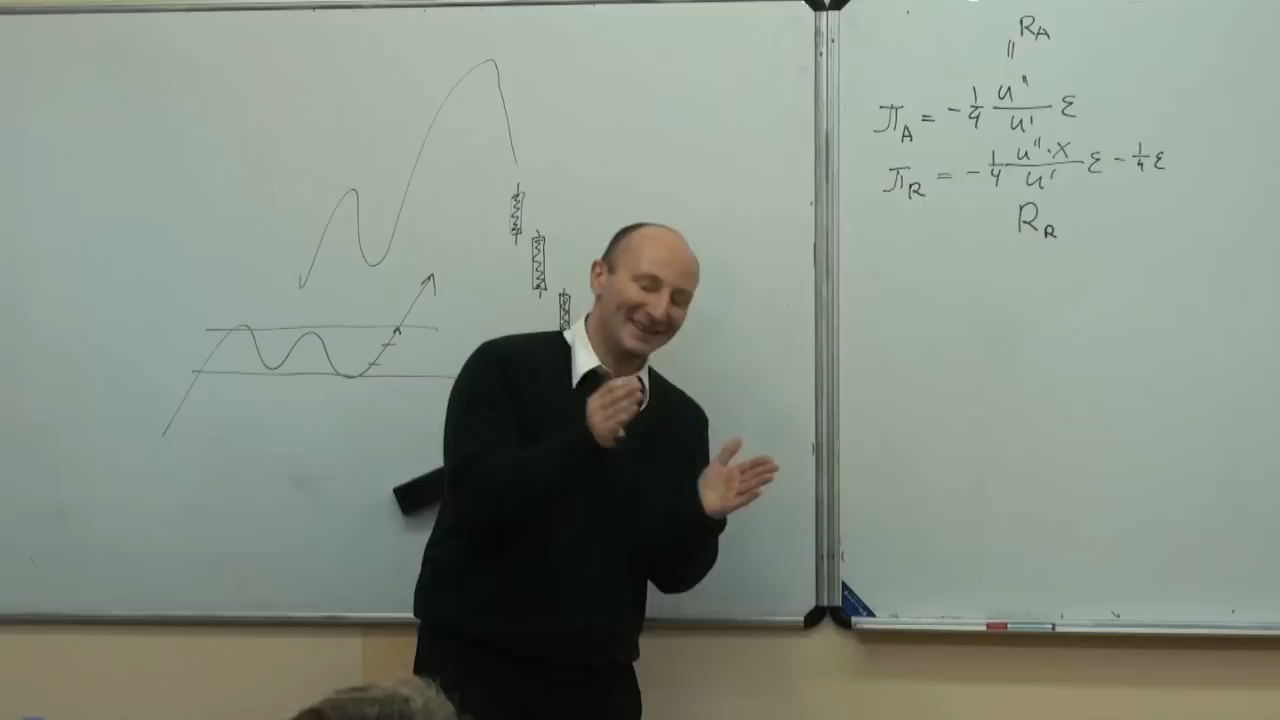 R_A
||
π_A = - 1/4 u''/u' ε
π_R = - 1/4 u''·x/u' ε - 1/4 ε
R_R